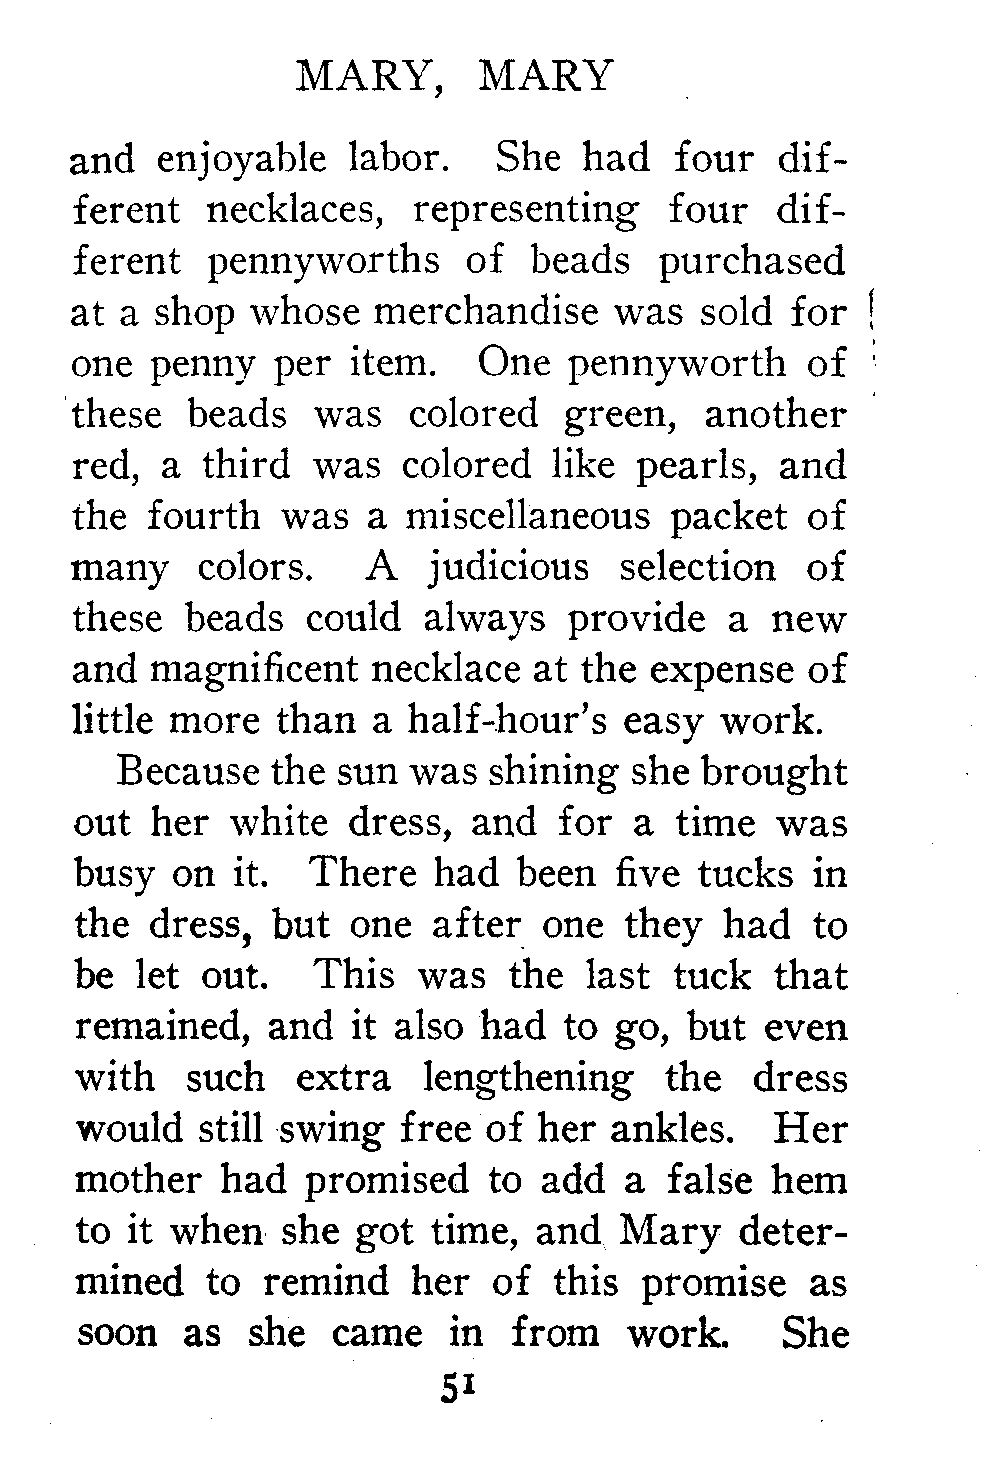 MARY, MARY
and enjoyable labor. She had four dif-
ferent necklaces, representing four dif-
ferent pennyworths of beads purchased
at a shop whose merchandise was sold for
one penny per item. One pennyworth of
these beads was colored green, another
red, a third was colored like pearls, and
the fourth was a miscellaneous packet of
many colors. A judicious selection of
these beads could always provide a new
and magnificent necklace at the expense of
little more than a half-hour's easy work.
Because the sun was shining she brought
out her white dress, and for a time was
busy on it. There had been five tucks in
the dress, but one after one they had to
be let out. This was the last tuck that
remained, and it also had to go, but even
with such extra lengthening the dress
would still swing free of her ankles. Her
mother had promised to add a false hem
to it when she got time, and Mary deter-
mined to remind her of this promise as
soon as she came in from work. She
51